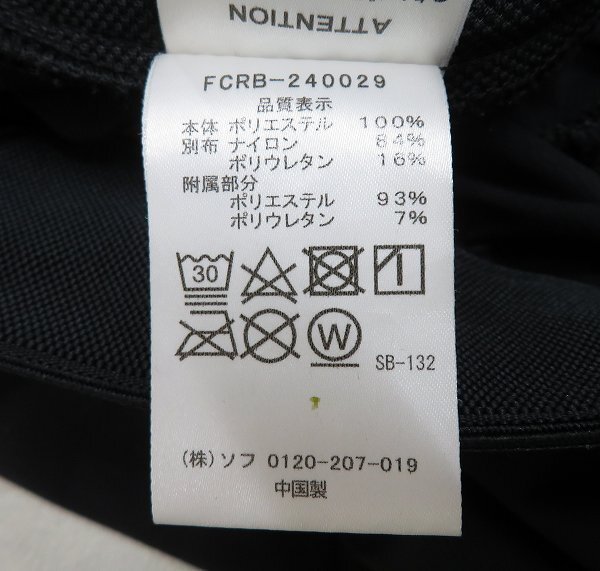 ATTENTION
FCRB-240029
品質表示
本体 ポリエステル 100%
別布 ナイロン 84%
ポリウレタン 16%
附属部分
ポリエステル 93%
ポリウレタン 7%
30
W
SB-132
(株)ソフ 0120-207-019
中国製